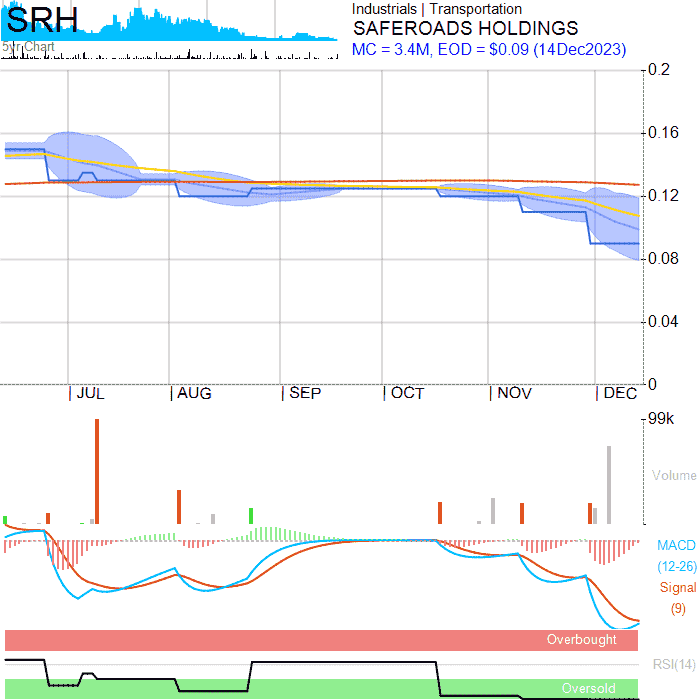 SRH
5yr Chart
Industrials | Transportation
SAFEROADS HOLDINGS
MC = 3.4M, EOD = $0.09 (14Dec2023)
0.2
0.16
0.12
0.08
0.04
0
JUL AUG SEP OCT NOV DEC
99k
Volume
MACD
(12-26)
Signal
(9)
Overbought
RSI(14)
Oversold